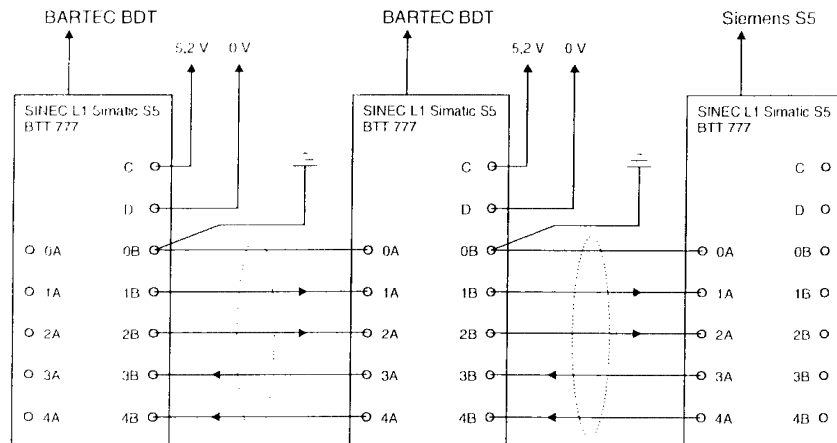 BARTEC BDT BARTEC BDT Siemens S5
5,2 V 0 V 5,2 V 0 V
SINEC L1 Simatic S5 SINEC L1 Simatic S5 SINEC L1 Simatic S5
BTT 777 BTT 777 BTT 777
C C C
D D D
0A 0B 0A 0B 0A 0B
1A 1B 1A 1B 1A 1B
2A 2B 2A 2B 2A 2B
3A 3B 3A 3B 3A 3B
4A 4B 4A 4B 4A 4B